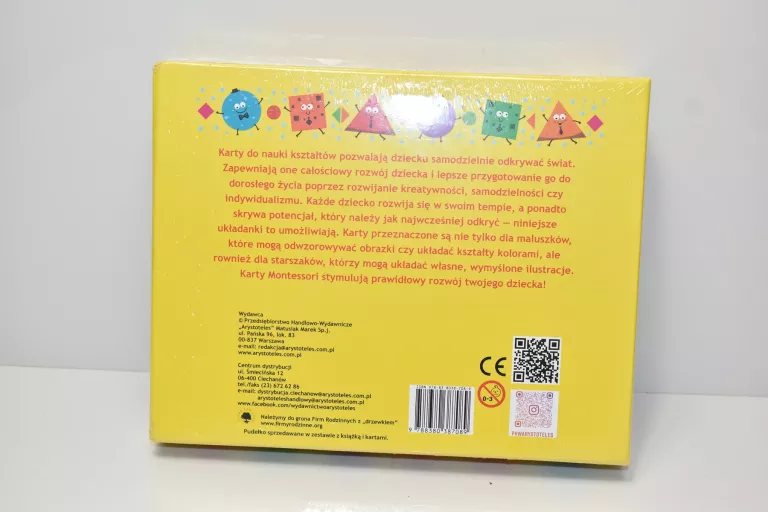 Karty do nauki kształtów pozwalają dziecku samodzielnie odkrywać świat.
Zapewniają one całościowy rozwój dziecka i lepsze przygotowanie go do
dorosłego życia poprzez rozwijanie kreatywności, samodzielności czy
indywidualizmu. Każde dziecko rozwija się w swoim tempie, a ponadto
skrywa potencjał, który należy jak najwcześniej odkryć — niniejsze
układanki to umożliwiają. Karty przeznaczone są nie tylko dla maluszków,
które mogą odwzorowywać obrazki czy układać kształty kolorami, ale
rownież dla starszaków, którzy mogą układać własne, wymyślone ilustracje.
Karty Montessori stymulują prawidłowy rozwój twojego dziecka!
Wydawca
© Przedsiębiorstwo Handlowo-Wydawnicze
„Arystoteles” Matusiak Marek Sp.j.
ul. Pańska 96, lok. 83
00-837 Warszawa
e-mail: redakcja@arystoteles.com.pl
www.arystoteles.com.pl
Centrum dystrybucji
ul. Śmiecińska 12
06-400 Ciechanów
tel./faks (23) 672 62 86
e-mail: dystrybucja.ciechanow@arystoteles.com.pl
arystoteleshandlowy@arystoteles.com.pl
www.facebook.com/wydawnictwoarystoteles
Należymy do grona Firm Rodzinnych z „drzewkiem”
www.firmyrodzinne.org
Pudełko sprzedawane w zestawie z książką i kartami.
CE
0-3
9 788380 387089
PHWARYSTOTELES